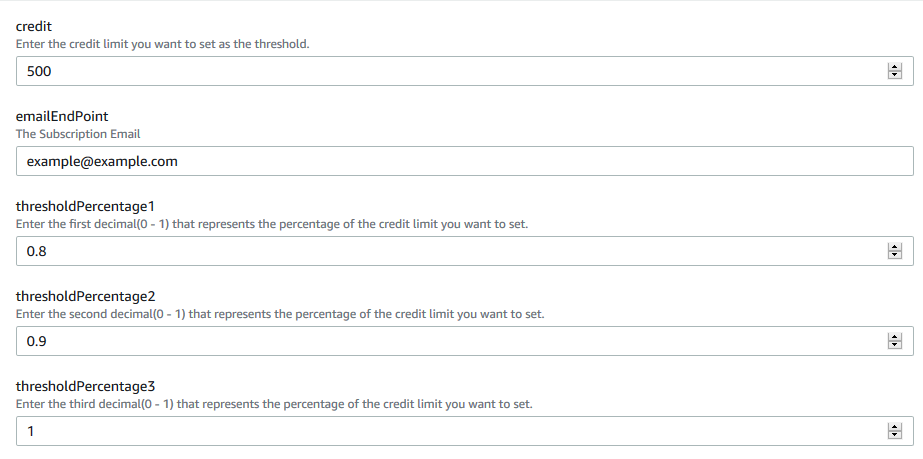 credit
Enter the credit limit you want to set as the threshold.
500
emailEndPoint
The Subscription Email
example@example.com
thresholdPercentage1
Enter the first decimal(0 - 1) that represents the percentage of the credit limit you want to set.
0.8
thresholdPercentage2
Enter the second decimal(0 - 1) that represents the percentage of the credit limit you want to set.
0.9
thresholdPercentage3
Enter the third decimal(0 - 1) that represents the percentage of the credit limit you want to set.
1